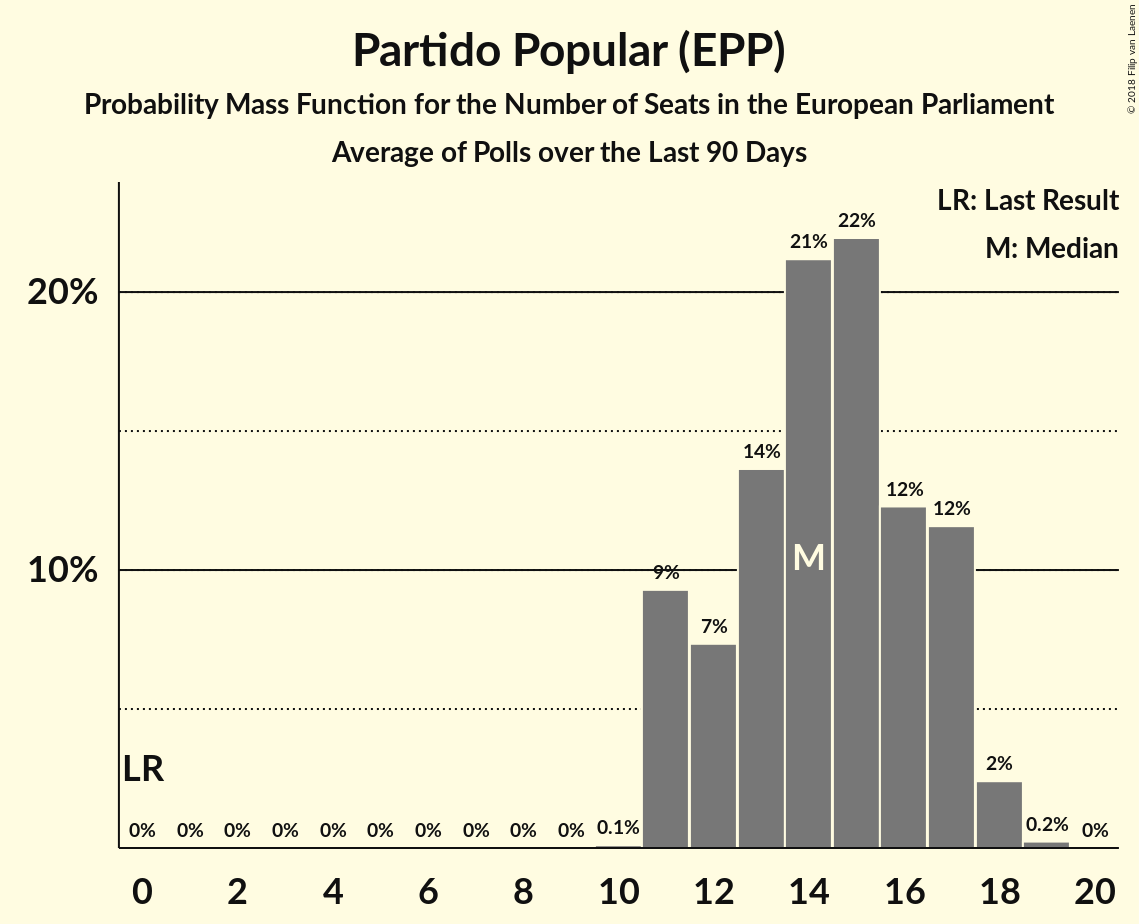 Partido Popular (EPP)
Probability Mass Function for the Number of Seats in the European Parliament
Average of Polls over the Last 90 Days
© 2018 Filip van Laenen
LR: Last Result
M: Median
20%
10%
0% 0% 0% 0% 0% 0% 0% 0% 0% 0% 0.1% 9% 7% 14% 21% 22% 12% 12% 2% 0.2% 0%
LR
M
0 2 4 6 8 10 12 14 16 18 20